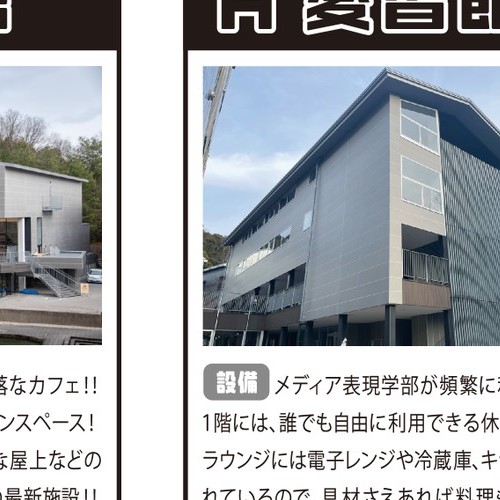 落なカフェ!!
ンスペース!
な屋上などの
最新施設!!
設備 メディア表現学部が頻繁に
1階には、誰でも自由に利用できる休
ラウンジには電子レンジや冷蔵庫、キ
れているので、具材さえあれば料理